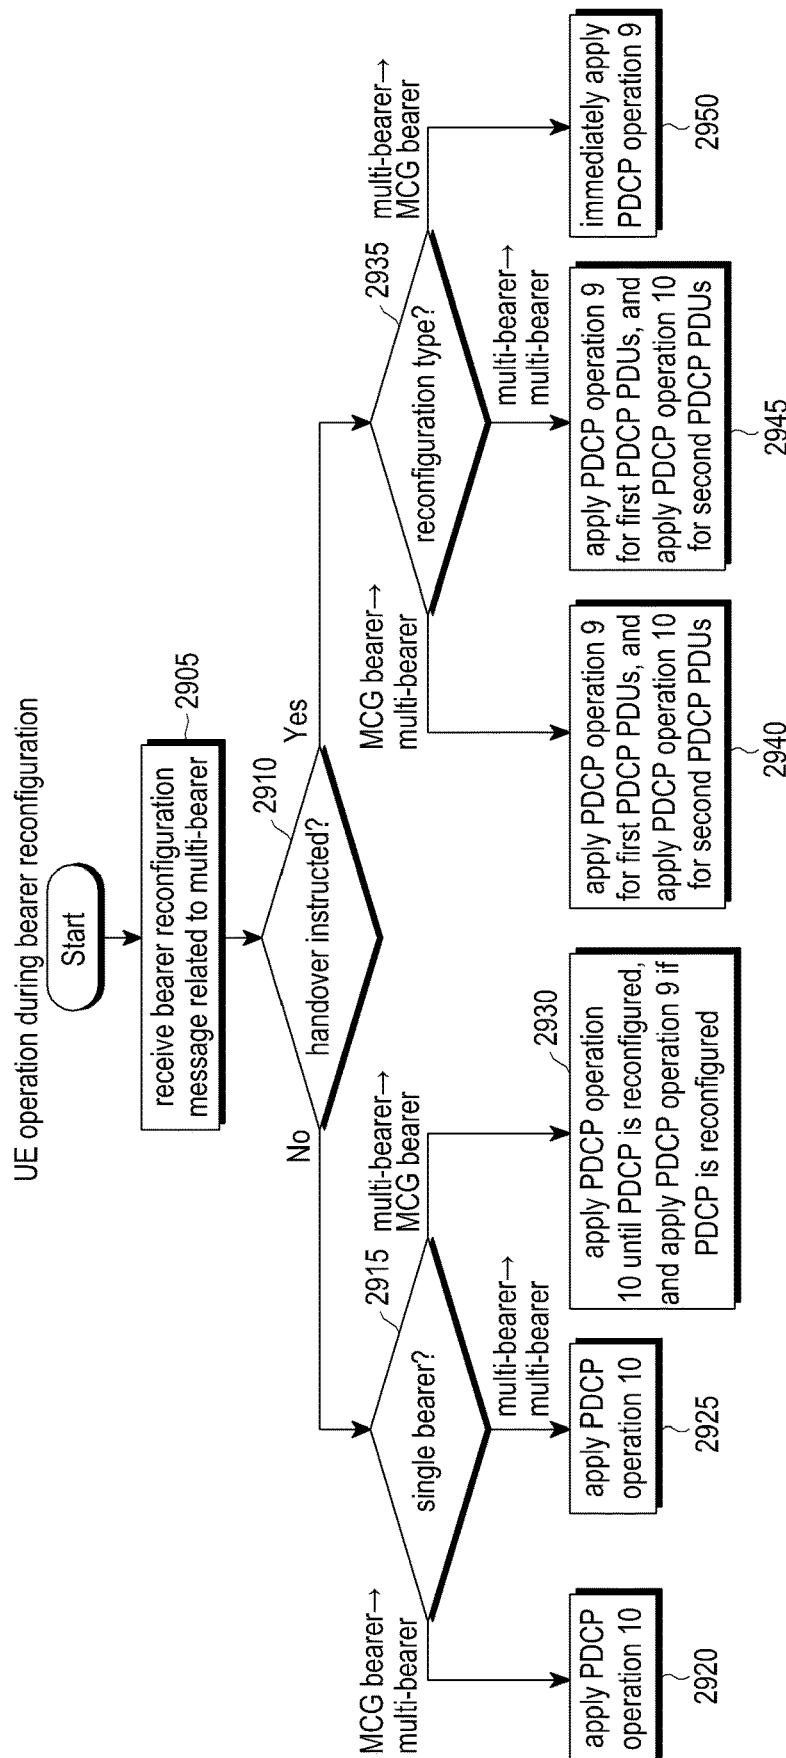 UE operation during bearer reconfiguration
Start
receive bearer reconfiguration
message related to multi-bearer
2905
handover instructed?
2910
No
Yes
single bearer?
2915
MCG bearer→
multi-bearer
multi-bearer→
multi-bearer
multi-bearer→
MCG bearer
reconfiguration type?
2935
MCG bearer→
multi-bearer
multi-bearer→
multi-bearer
multi-bearer→
MCG bearer
apply PDCP
operation 10
2920
apply PDCP
operation 10
2925
apply PDCP operation
10 until PDCP is reconfigured,
and apply PDCP operation 9 if
PDCP is reconfigured
2930
apply PDCP operation 9
for first PDCP PDUs, and
apply PDCP operation 10
for second PDCP PDUs
2940
apply PDCP operation 9
for first PDCP PDUs, and
apply PDCP operation 10
for second PDCP PDUs
2945
immediately apply
PDCP operation 9
2950